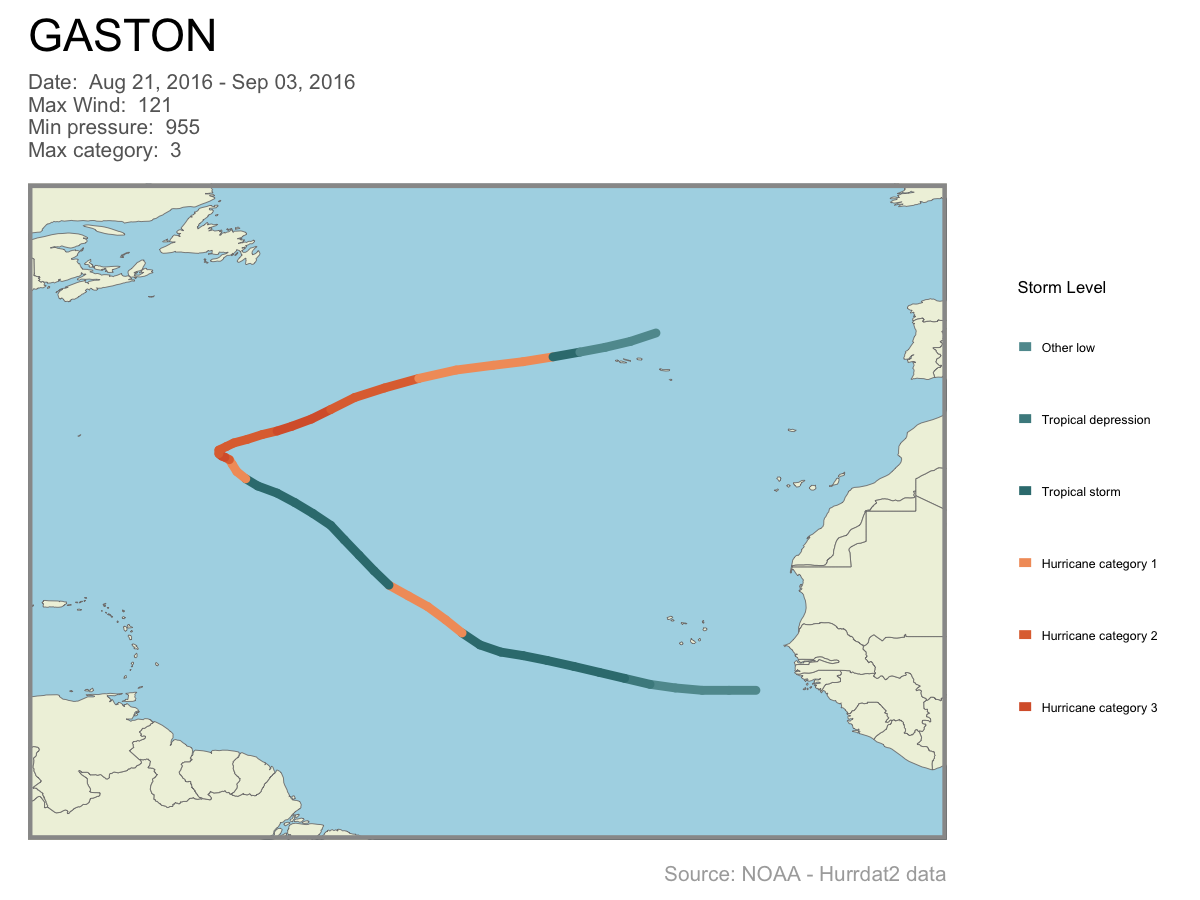 GASTON
Date:  Aug 21, 2016 - Sep 03, 2016
Max Wind:  121
Min pressure:  955
Max category:  3
Storm Level
Other low
Tropical depression
Tropical storm
Hurricane category 1
Hurricane category 2
Hurricane category 3
Source: NOAA - Hurrdat2 data